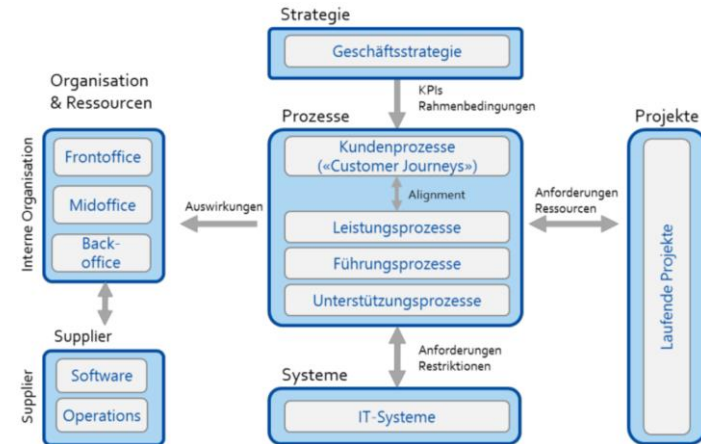 Strategie
Geschäftsstrategie
KPIs
Rahmenbedingungen
Organisation
& Ressourcen
Interne Organisation
Frontoffice
Midoffice
Back-
office
Auswirkungen
Prozesse
Kundenprozesse
(«Customer Journeys»)
Alignment
Leistungsprozesse
Führungsprozesse
Unterstützungsprozesse
Anforderungen
Ressourcen
Projekte
Laufende Projekte
Supplier
Supplier
Software
Operations
Anforderungen
Restriktionen
Systeme
IT-Systeme